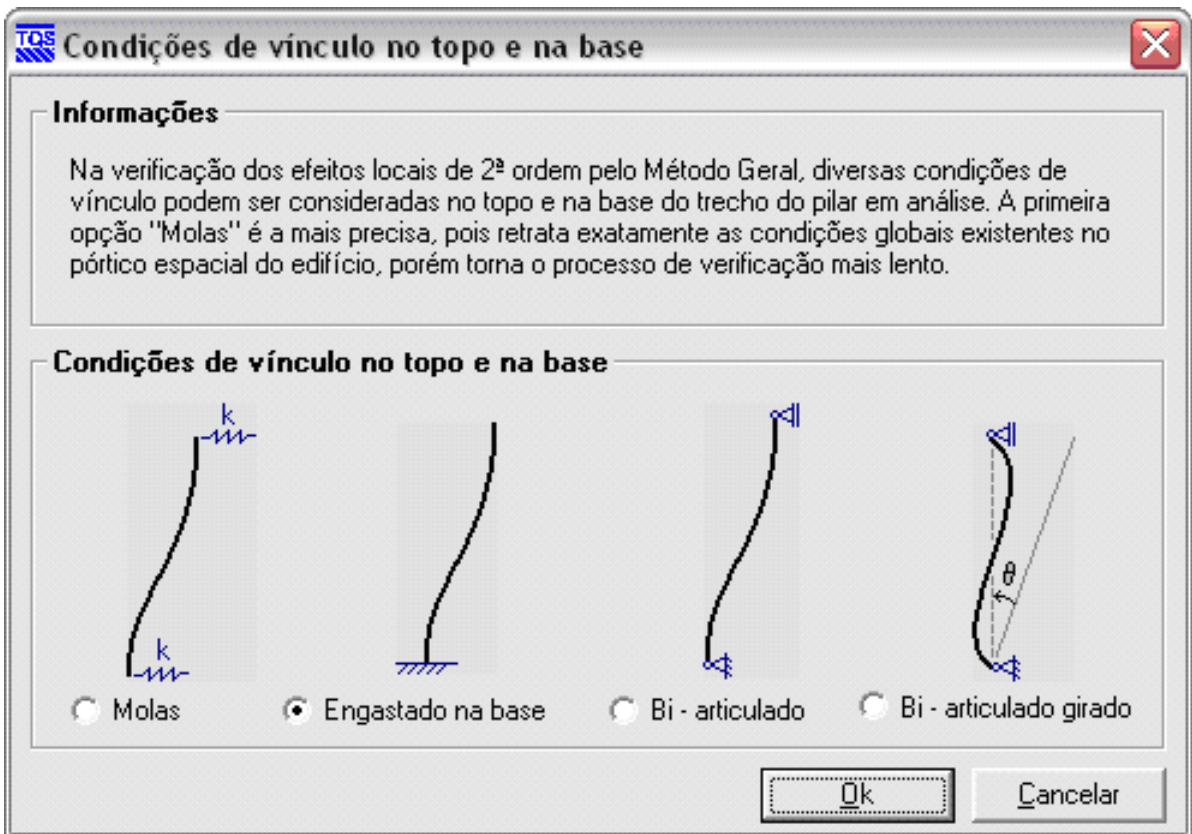 TQS Condições de vínculo no topo e na base
Informações
Na verificação dos efeitos locais de 2ª ordem pelo Método Geral, diversas condições de
vínculo podem ser consideradas no topo e na base do trecho do pilar em análise. A primeira
opção "Molas" é a mais precisa, pois retrata exatamente as condições globais existentes no
pórtico espacial do edifício, porém torna o processo de verificação mais lento.
Condições de vínculo no topo e na base
k
θ
k
Molas
Engastado na base
Bi - articulado
Bi - articulado girado
Ok
Cancelar